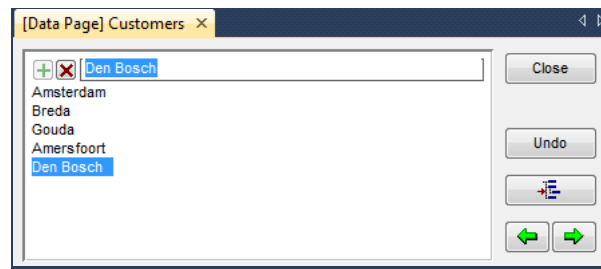 [Data Page] Customers
Den Bosch
Close
Amsterdam
Breda
Gouda
Amersfoort
Den Bosch
Undo